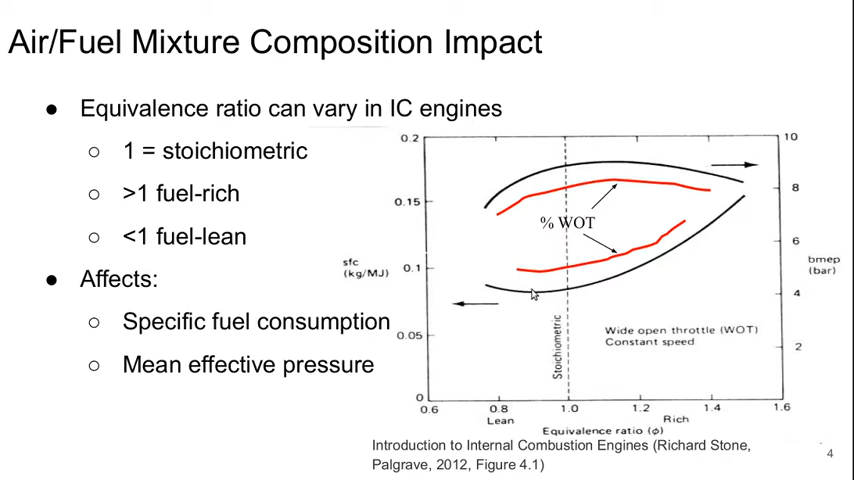 Air/Fuel Mixture Composition Impact
● Equivalence ratio can vary in IC engines
○ 1 = stoichiometric
○ >1 fuel-rich
○ <1 fuel-lean
● Affects:
○ Specific fuel consumption
○ Mean effective pressure
0.2
0.15
0.1
0.05
0
sfc
(kg/MJ)
10
8
6
4
2
bmep
(bar)
% WOT
Stoichiometric
Wide open throttle (WOT)
Constant speed
0.6 0.8 1.0 1.2 1.4 1.6
Lean Rich
Equivalence ratio (ϕ)
Introduction to Internal Combustion Engines (Richard Stone,
Palgrave, 2012, Figure 4.1)
4